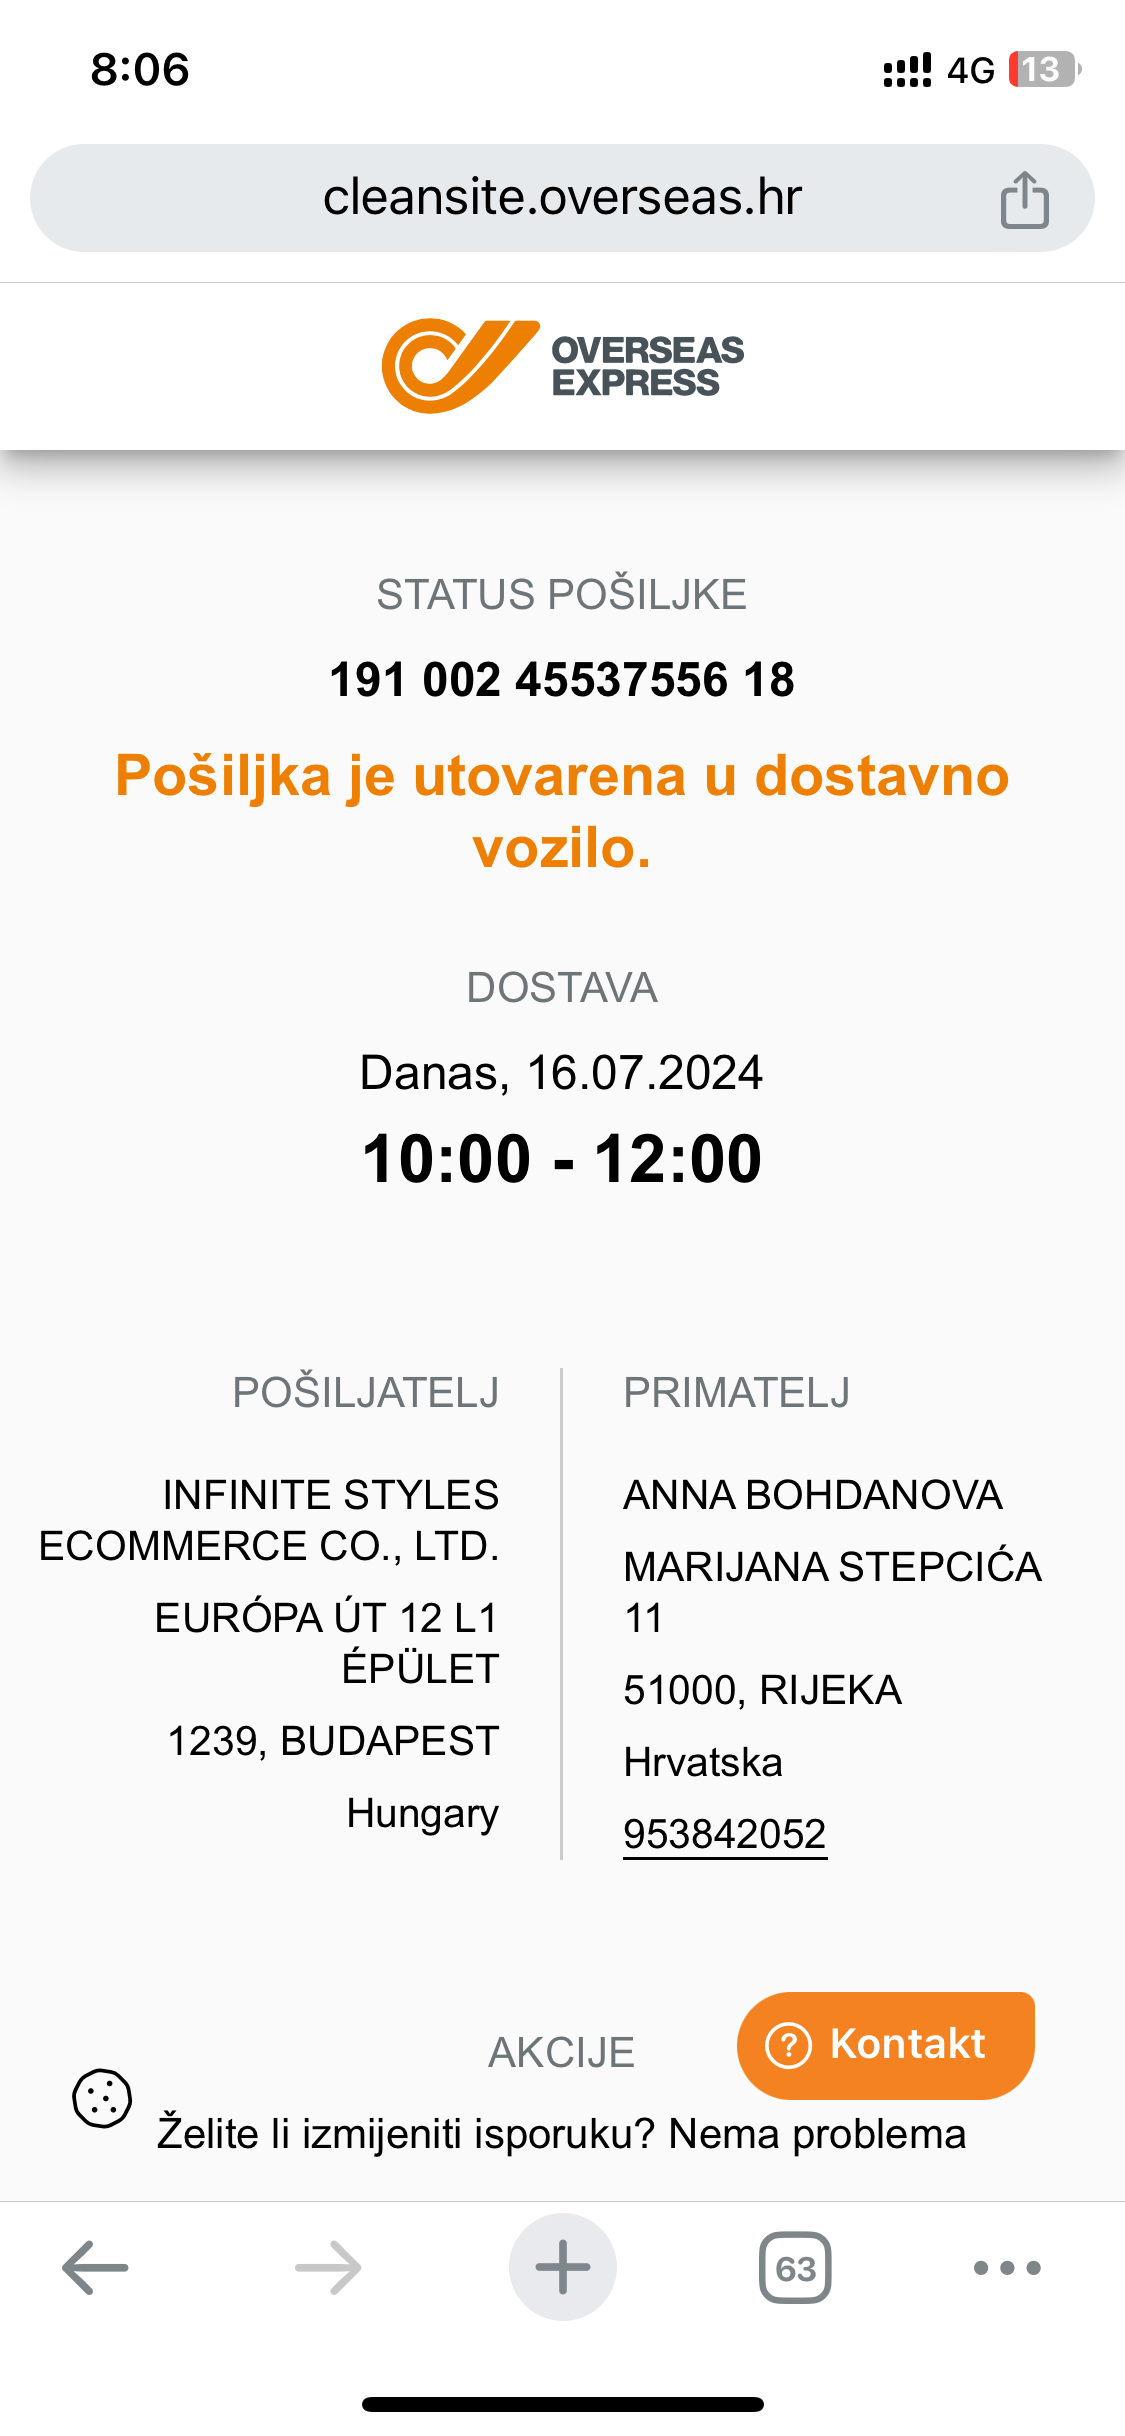 8:06
4G
13
cleansite.overseas.hr
OVERSEAS
EXPRESS
STATUS POŠILJKE
191 002 45537556 18
Pošiljka je utovarena u dostavno
vozilo.
DOSTAVA
Danas, 16.07.2024
10:00 - 12:00
POŠILJATELJ
INFINITE STYLES
ECOMMERCE CO., LTD.
EURÓPA ÚT 12 L1
ÉPÜLET
1239, BUDAPEST
Hungary
PRIMATELJ
ANNA BOHDANOVA
MARIJANA STEPCIĆA
11
51000, RIJEKA
Hrvatska
953842052
AKCIJE
Kontakt
Želite li izmijeniti isporuku? Nema problema
63